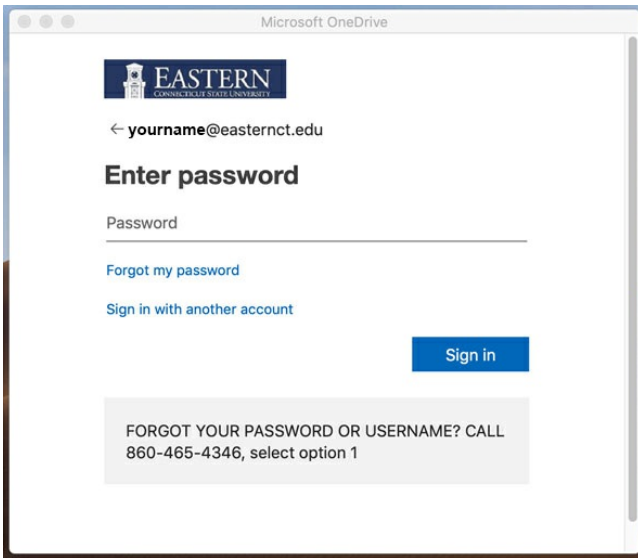 Microsoft OneDrive
EASTERN
CONNECTICUT STATE UNIVERSITY
← yourname@easternct.edu
Enter password
Password
Forgot my password
Sign in with another account
Sign in
FORGOT YOUR PASSWORD OR USERNAME? CALL
860-465-4346, select option 1